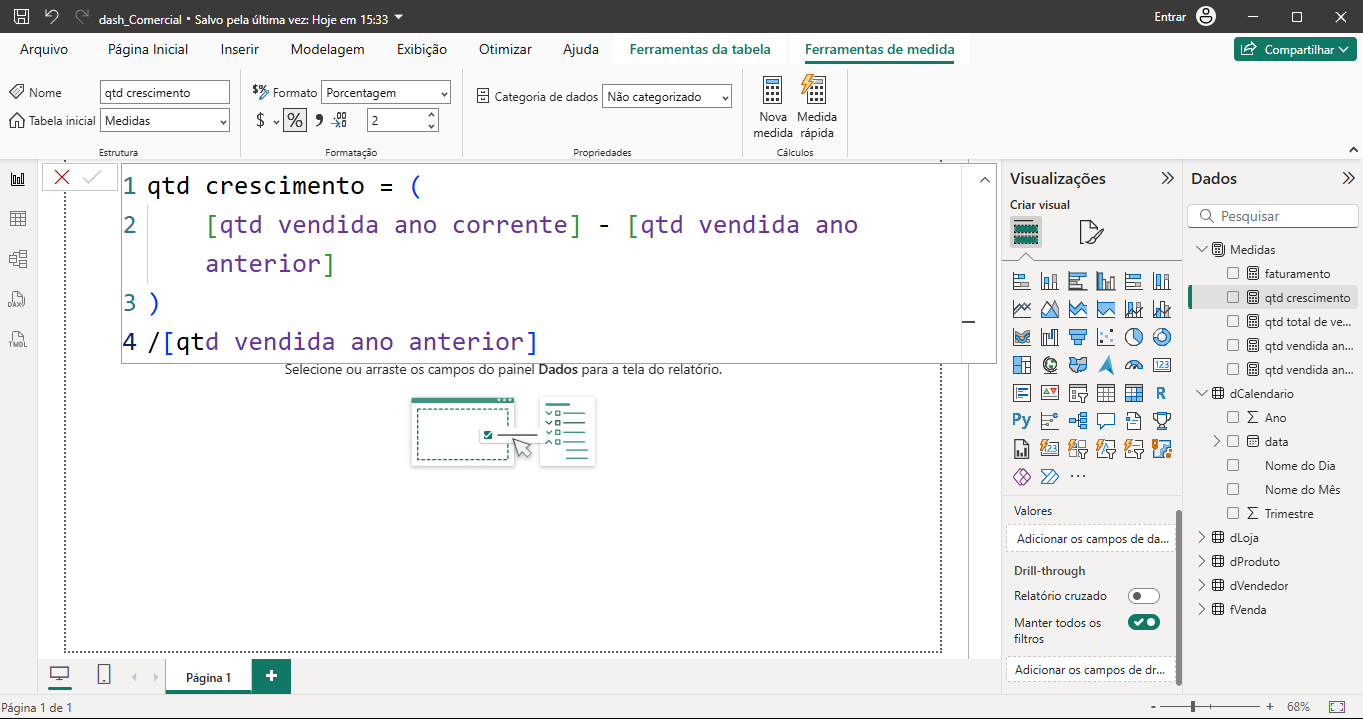 dash_Comercial • Salvo pela última vez: Hoje em 15:33
Entrar
Arquivo
Página Inicial
Inserir
Modelagem
Exibição
Otimizar
Ajuda
Ferramentas da tabela
Ferramentas de medida
Compartilhar
Nome
qtd crescimento
Tabela inicial
Medidas
Estrutura
Formato
Porcentagem
$
%
2
Formatação
Categoria de dados
Não categorizado
Propriedades
Nova medida
Medida rápida
Cálculos
1 qtd crescimento = (
2 [qtd vendida ano corrente] - [qtd vendida ano
anterior]
3 )
4 /[qtd vendida ano anterior]
Selecione ou arraste os campos do painel Dados para a tela do relatório.
DAX
TMDL
Visualizações
Criar visual
123
R
Py
Valores
Adicionar os campos de da...
Drill-through
Relatório cruzado
Manter todos os
filtros
Adicionar os campos de dr...
Dados
Pesquisar
Medidas
faturamento
qtd crescimento
qtd total de ve...
qtd vendida an...
qtd vendida an...
dCalendario
Ano
data
Nome do Dia
Nome do Mês
Trimestre
dLoja
dProduto
dVendedor
fVenda
Página 1
+
Página 1 de 1
- + 68%